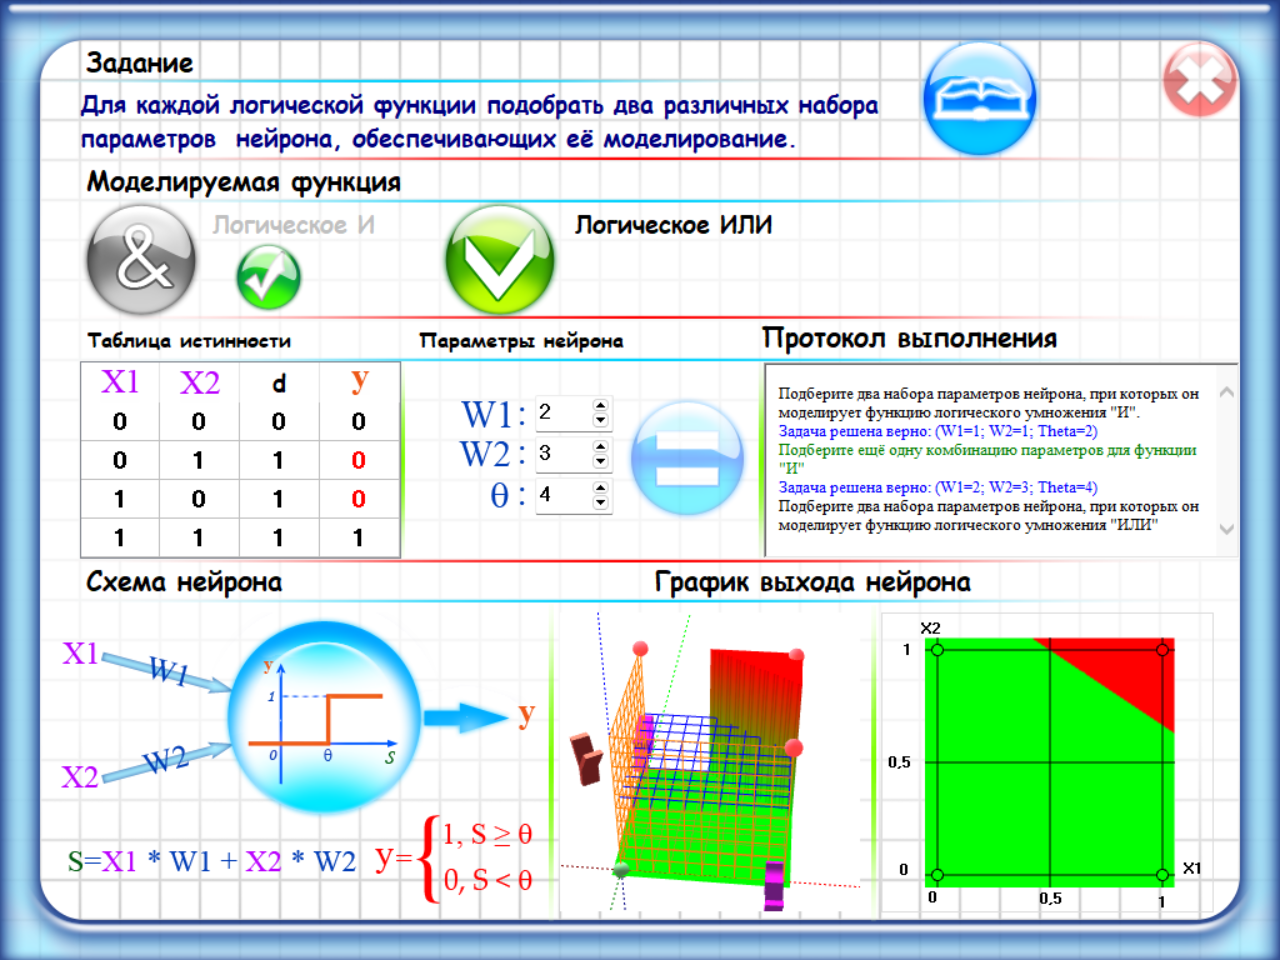 Задание
Для каждой логической функции подобрать два различных набора
параметров нейрона, обеспечивающих её моделирование.
Моделируемая функция
& Логическое И
Логическое ИЛИ
Таблица истинности
X1 X2 d y
0 0 0 0
0 1 1 0
1 0 1 0
1 1 1 1
Параметры нейрона
W1: 2
W2: 3
θ: 4
Протокол выполнения
Подберите два набора параметров нейрона, при которых он
моделирует функцию логического умножения "И".
Задача решена верно: (W1=1; W2=1; Theta=2)
Подберите ещё одну комбинацию параметров для функции
"И"
Задача решена верно: (W1=2; W2=3; Theta=4)
Подберите два набора параметров нейрона, при которых он
моделирует функцию логического умножения "ИЛИ"
Схема нейрона
X1 W1
X2 W2
y
1
0 θ S
y
S=X1 * W1 + X2 * W2
y= { 1, S ≥ θ
0, S < θ
График выхода нейрона
X2
1
0,5
0
X1
0 0,5 1